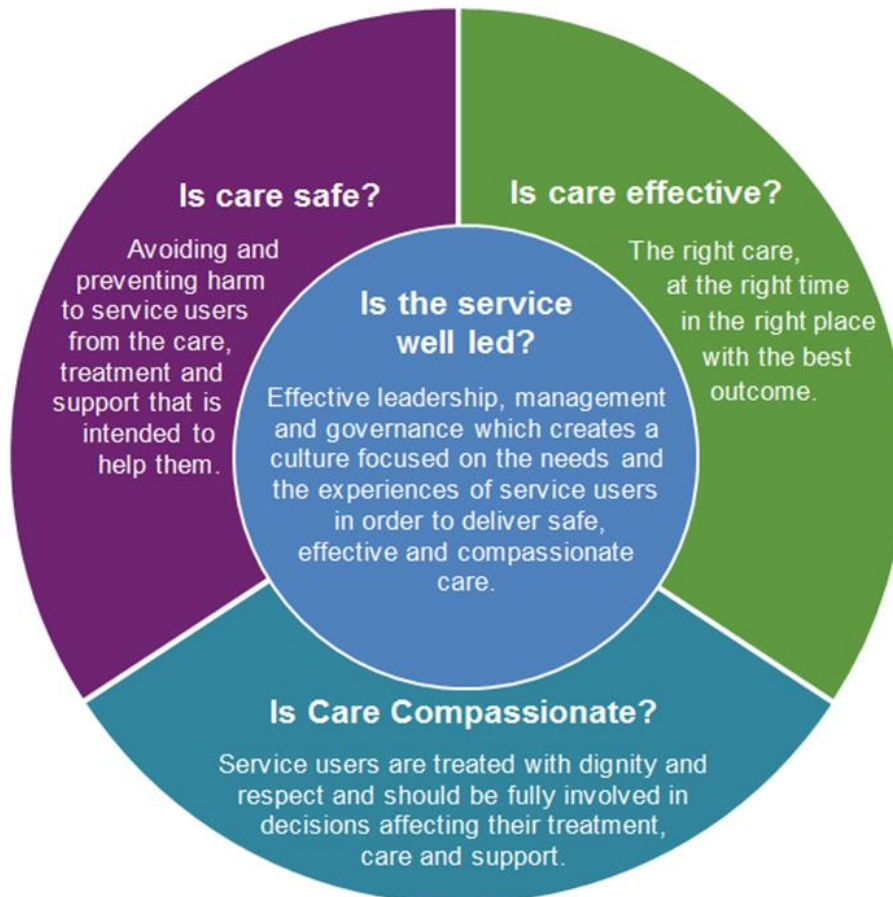 Is care safe?
Avoiding and
preventing harm
to service users
from the care,
treatment and
support that is
intended to
help them.
Is care effective?
The right care,
at the right time
in the right place
with the best
outcome.
Is the service
well led?
Effective leadership, management
and governance which creates a
culture focused on the needs and
the experiences of service users
in order to deliver safe,
effective and compassionate
care.
Is Care Compassionate?
Service users are treated with dignity and
respect and should be fully involved in
decisions affecting their treatment,
care and support.